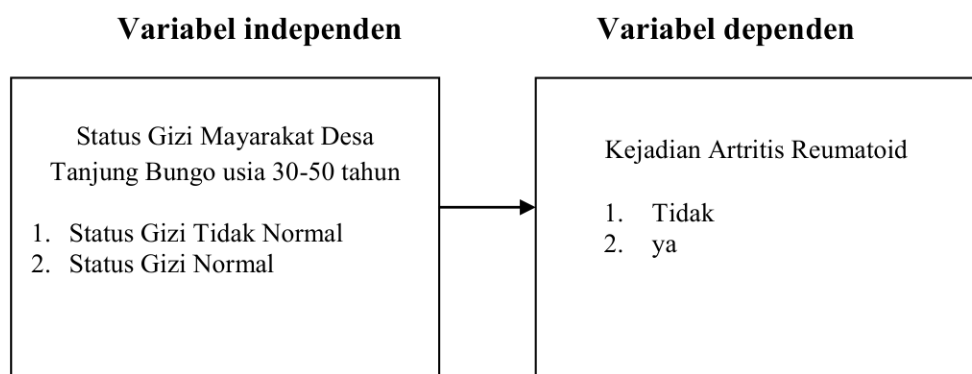 Variabel independen
Variabel dependen
Status Gizi Mayarakat Desa
Tanjung Bungo usia 30-50 tahun
1. Status Gizi Tidak Normal
2. Status Gizi Normal
Kejadian Artritis Reumatoid
1. Tidak
2. ya